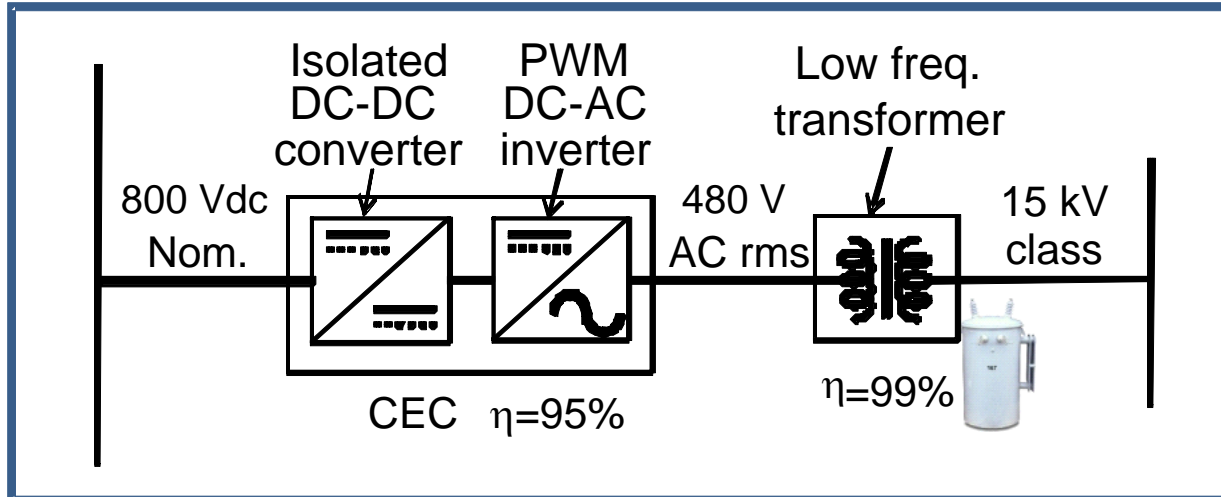 Isolated
DC-DC
converter
PWM
DC-AC
inverter
Low freq.
transformer
800 Vdc
Nom.
480 V
AC rms
15 kV
class
CEC η=95%
η=99%